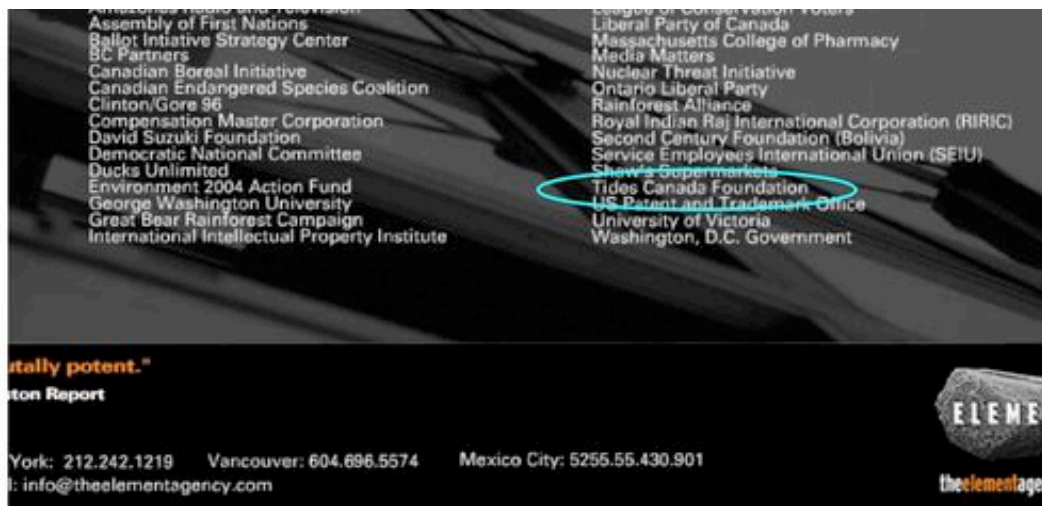 Assembly of First Nations
Ballot Intiative Strategy Center
BC Partners
Canadian Boreal Initiative
Canadian Endangered Species Coalition
Clinton/Gore 96
Compensation Master Corporation
David Suzuki Foundation
Democratic National Committee
Ducks Unlimited
Environment 2004 Action Fund
George Washington University
Great Bear Rainforest Campaign
International Intellectual Property Institute
League of Conservation Voters
Liberal Party of Canada
Massachusetts College of Pharmacy
Media Matters
Nuclear Threat Initiative
Ontario Liberal Party
Rainforest Alliance
Royal Indian Raj International Corporation (RIRIC)
Second Century Foundation (Bolivia)
Service Employees International Union (SEIU)
Shaw's Supermarkets
Tides Canada Foundation
US Patent and Trademark Office
University of Victoria
Washington, D.C. Government
utally potent."
ton Report
York: 212.242.1219 Vancouver: 604.696.5574 Mexico City: 5255.55.430.901
l: info@theelementagency.com
ELEME
theelementage